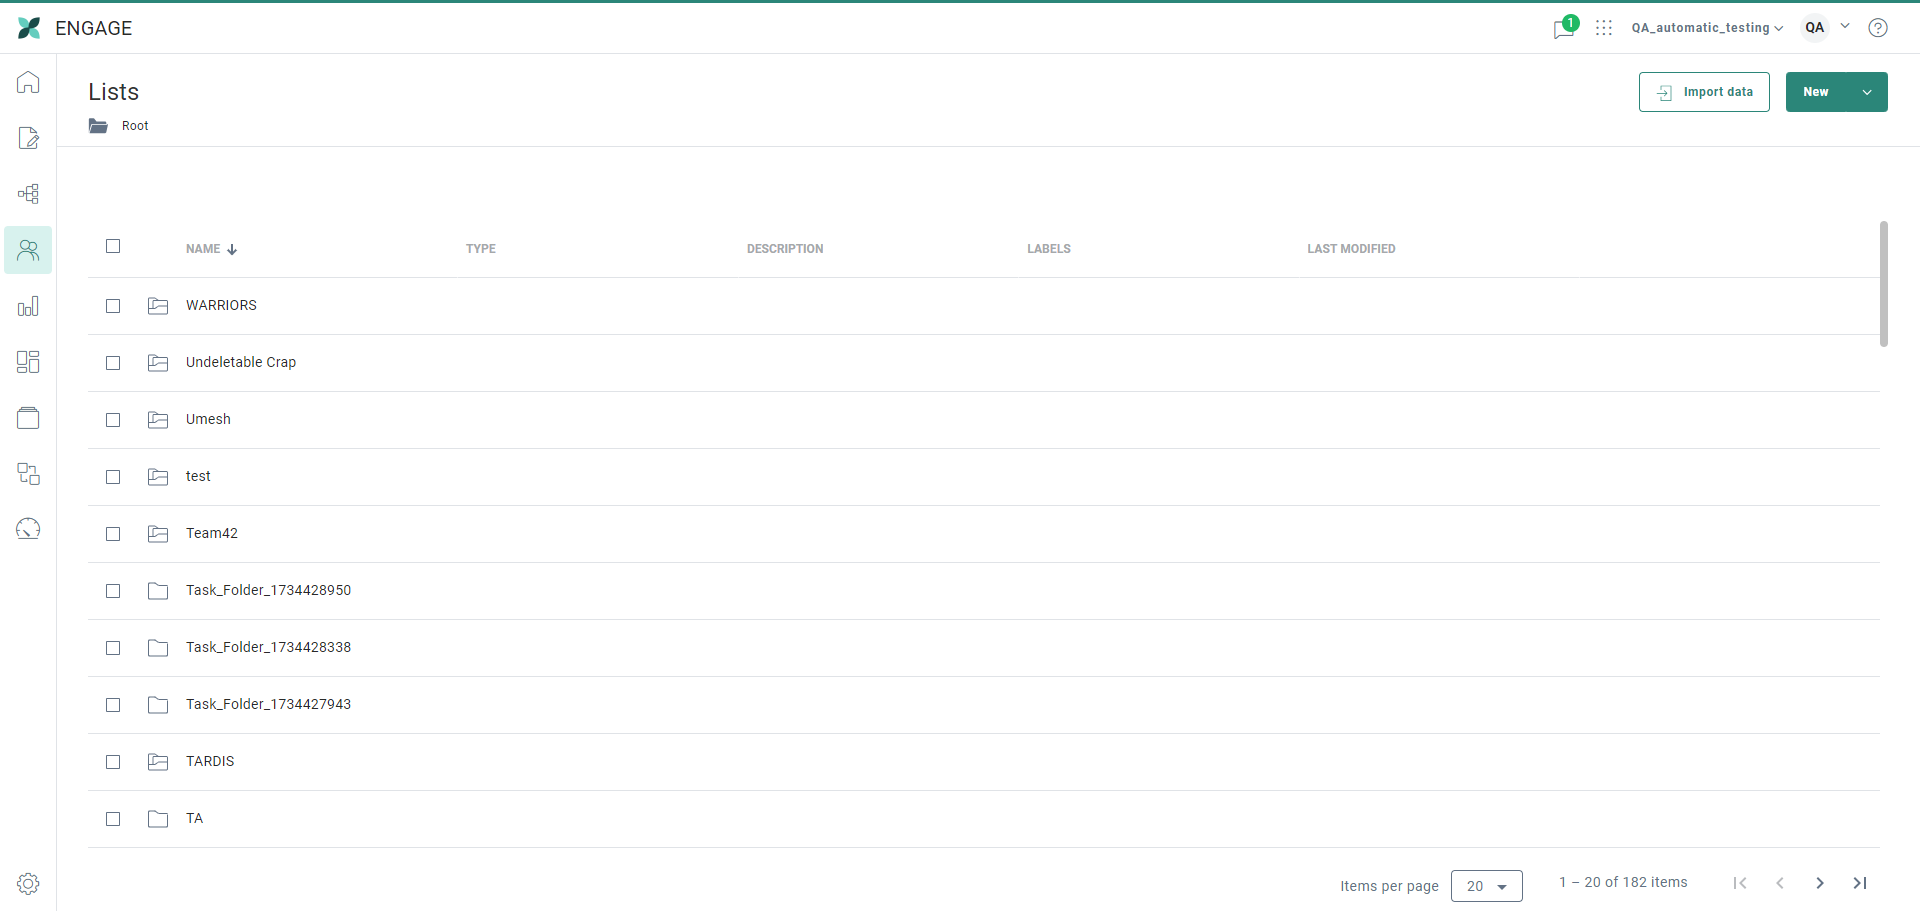 ENGAGE
1
QA_automatic_testing
QA
Lists
Import data
New
Root
NAME TYPE DESCRIPTION LABELS LAST MODIFIED
WARRIORS
Undeletable Crap
Umesh
test
Team42
Task_Folder_1734428950
Task_Folder_1734428338
Task_Folder_1734427943
TARDIS
TA
Items per page 20 1 – 20 of 182 items